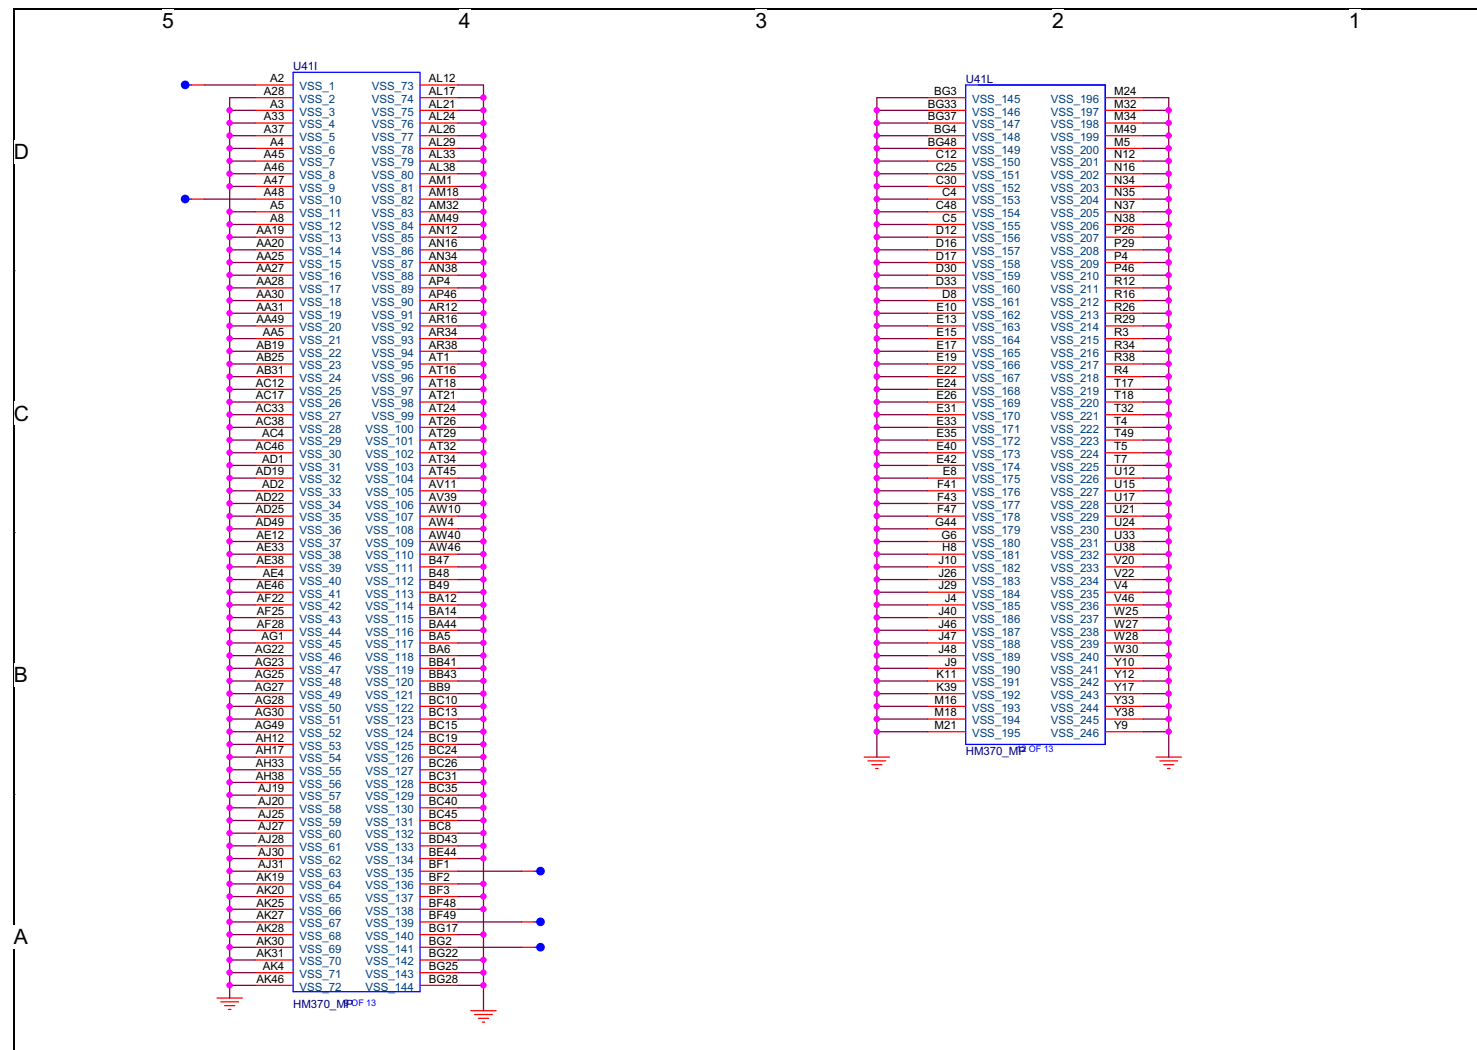 5 4 3 2 1
D
C
B
A
U41I
A2 VSS_1 VSS_73 AL12
A28 VSS_2 VSS_74 AL17
A3 VSS_3 VSS_75 AL21
A33 VSS_4 VSS_76 AL24
A37 VSS_5 VSS_77 AL26
A4 VSS_6 VSS_78 AL29
A45 VSS_7 VSS_79 AL33
A46 VSS_8 VSS_80 AL38
A47 VSS_9 VSS_81 AM1
A48 VSS_10 VSS_82 AM18
A5 VSS_11 VSS_83 AM32
A8 VSS_12 VSS_84 AM49
AA19 VSS_13 VSS_85 AN12
AA20 VSS_14 VSS_86 AN16
AA25 VSS_15 VSS_87 AN34
AA27 VSS_16 VSS_88 AN38
AA28 VSS_17 VSS_89 AP4
AA30 VSS_18 VSS_90 AP46
AA31 VSS_19 VSS_91 AR12
AA49 VSS_20 VSS_92 AR16
AA5 VSS_21 VSS_93 AR34
AB19 VSS_22 VSS_94 AR38
AB25 VSS_23 VSS_95 AT1
AB31 VSS_24 VSS_96 AT16
AC12 VSS_25 VSS_97 AT18
AC17 VSS_26 VSS_98 AT21
AC33 VSS_27 VSS_99 AT24
AC38 VSS_28 VSS_100 AT26
AC4 VSS_29 VSS_101 AT29
AC46 VSS_30 VSS_102 AT32
AD1 VSS_31 VSS_103 AT34
AD19 VSS_32 VSS_104 AT45
AD2 VSS_33 VSS_105 AV11
AD22 VSS_34 VSS_106 AV39
AD25 VSS_35 VSS_107 AW10
AD49 VSS_36 VSS_108 AW4
AE12 VSS_37 VSS_109 AW40
AE33 VSS_38 VSS_110 AW46
AE38 VSS_39 VSS_111 B47
AE4 VSS_40 VSS_112 B48
AE46 VSS_41 VSS_113 B49
AF22 VSS_42 VSS_114 BA12
AF25 VSS_43 VSS_115 BA14
AF28 VSS_44 VSS_116 BA44
AG1 VSS_45 VSS_117 BA5
AG22 VSS_46 VSS_118 BA6
AG23 VSS_47 VSS_119 BB41
AG25 VSS_48 VSS_120 BB43
AG27 VSS_49 VSS_121 BB9
AG28 VSS_50 VSS_122 BC10
AG30 VSS_51 VSS_123 BC13
AG49 VSS_52 VSS_124 BC15
AH12 VSS_53 VSS_125 BC19
AH17 VSS_54 VSS_126 BC24
AH33 VSS_55 VSS_127 BC26
AH38 VSS_56 VSS_128 BC31
AJ19 VSS_57 VSS_129 BC35
AJ20 VSS_58 VSS_130 BC40
AJ25 VSS_59 VSS_131 BC45
AJ27 VSS_60 VSS_132 BC8
AJ28 VSS_61 VSS_133 BD43
AJ30 VSS_62 VSS_134 BE44
AJ31 VSS_63 VSS_135 BF1
AK19 VSS_64 VSS_136 BF2
AK20 VSS_65 VSS_137 BF3
AK25 VSS_66 VSS_138 BF48
AK27 VSS_67 VSS_139 BF49
AK28 VSS_68 VSS_140 BG17
AK30 VSS_69 VSS_141 BG2
AK31 VSS_70 VSS_142 BG22
AK4 VSS_71 VSS_143 BG25
AK46 VSS_72 VSS_144 BG28
HM370_MP OF 13
U41L
BG3 VSS_145 VSS_196 M24
BG33 VSS_146 VSS_197 M32
BG37 VSS_147 VSS_198 M34
BG4 VSS_148 VSS_199 M49
BG48 VSS_149 VSS_200 M5
C12 VSS_150 VSS_201 N12
C25 VSS_151 VSS_202 N16
C30 VSS_152 VSS_203 N34
C4 VSS_153 VSS_204 N35
C48 VSS_154 VSS_205 N37
C5 VSS_155 VSS_206 N38
D12 VSS_156 VSS_207 P26
D16 VSS_157 VSS_208 P29
D17 VSS_158 VSS_209 P4
D30 VSS_159 VSS_210 P46
D33 VSS_160 VSS_211 R12
D8 VSS_161 VSS_212 R16
E10 VSS_162 VSS_213 R26
E13 VSS_163 VSS_214 R29
E15 VSS_164 VSS_215 R3
E17 VSS_165 VSS_216 R34
E19 VSS_166 VSS_217 R38
E22 VSS_167 VSS_218 R4
E24 VSS_168 VSS_219 T17
E26 VSS_169 VSS_220 T18
E31 VSS_170 VSS_221 T32
E33 VSS_171 VSS_222 T4
E35 VSS_172 VSS_223 T49
E40 VSS_173 VSS_224 T5
E42 VSS_174 VSS_225 T7
E8 VSS_175 VSS_226 U12
F41 VSS_176 VSS_227 U15
F43 VSS_177 VSS_228 U17
F47 VSS_178 VSS_229 U21
G44 VSS_179 VSS_230 U24
G6 VSS_180 VSS_231 U33
H8 VSS_181 VSS_232 U38
J10 VSS_182 VSS_233 V20
J26 VSS_183 VSS_234 V22
J29 VSS_184 VSS_235 V4
J4 VSS_185 VSS_236 V46
J40 VSS_186 VSS_237 W25
J46 VSS_187 VSS_238 W27
J47 VSS_188 VSS_239 W28
J48 VSS_189 VSS_240 W30
J9 VSS_190 VSS_241 Y10
K11 VSS_191 VSS_242 Y12
K39 VSS_192 VSS_243 Y17
M16 VSS_193 VSS_244 Y33
M18 VSS_194 VSS_245 Y38
M21 VSS_195 VSS_246 Y9
HM370_MP OF 13